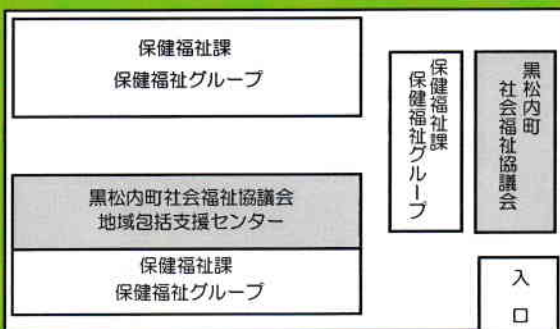 保健福祉課
保健福祉グループ
保健福祉課
保健福祉グループ
黒松内町
社会福祉協議会
黒松内町社会福祉協議会
地域包括支援センター
保健福祉課
保健福祉グループ
入
口